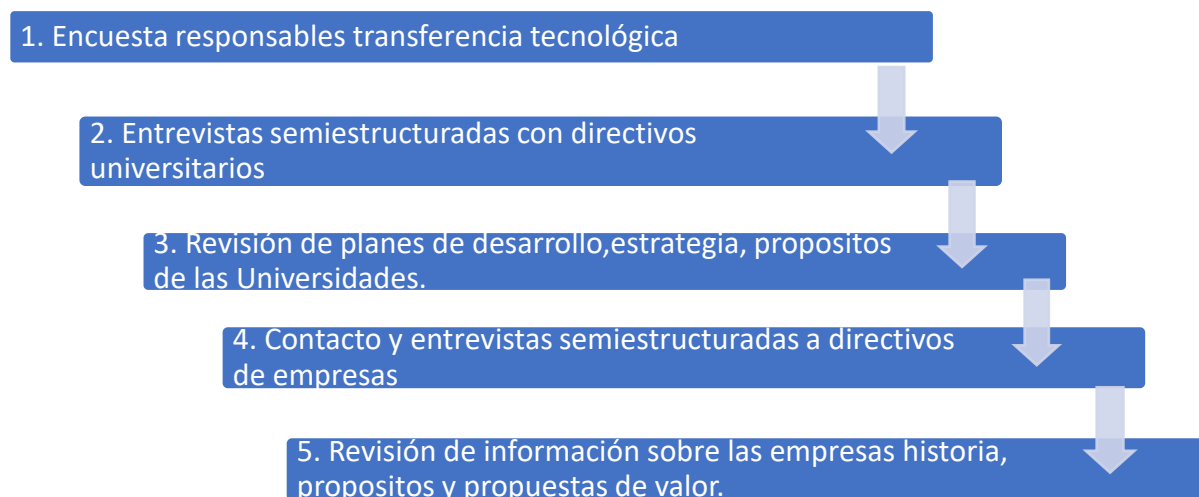 1. Encuesta responsables transferencia tecnológica
2. Entrevistas semiestructuradas con directivos
universitarios
3. Revisión de planes de desarrollo,estrategia, propositos
de las Universidades.
4. Contacto y entrevistas semiestructuradas a directivos
de empresas
5. Revisión de información sobre las empresas historia,
propositos y propuestas de valor.